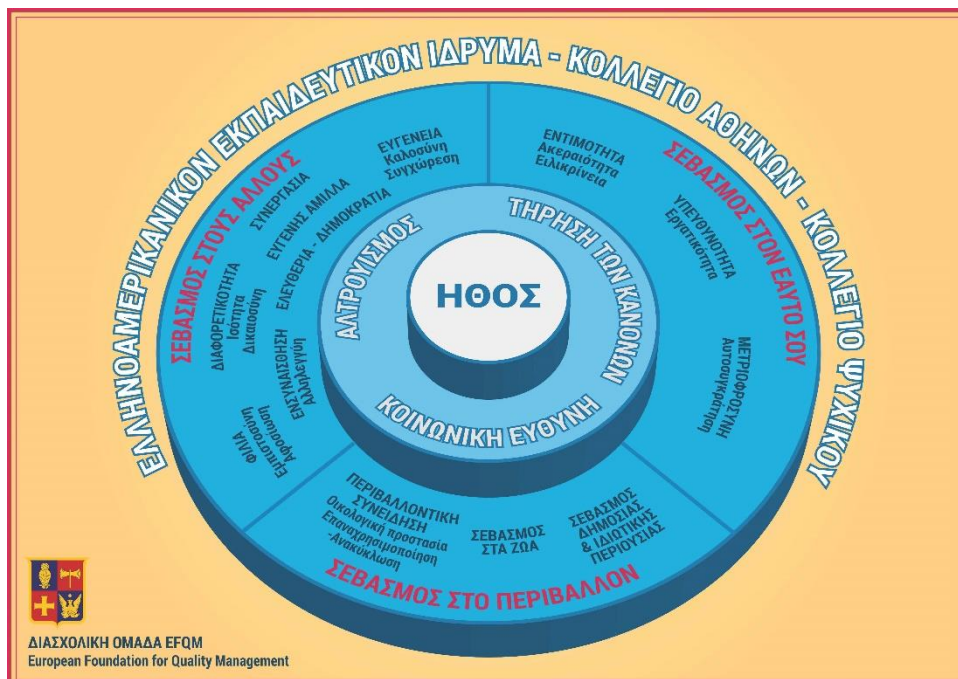 ΕΛΛΗΝΟΑΜΕΡΙΚΑΝΙΚΟΝ ΕΚΠΑΙΔΕΥΤΙΚΟΝ ΙΔΡΥΜΑ - ΚΟΛΛΕΓΙΟ ΑΘΗΝΩΝ - ΚΟΛΛΕΓΙΟ ΨΥΧΙΚΟΥ
ΣΕΒΑΣΜΟΣ ΣΤΟΥΣ ΑΛΛΟΥΣ
ΕΥΓΕΝΕΙΑ
Καλοσύνη
Συγχώρεση
ΣΥΝΕΡΓΑΣΙΑ
ΕΥΓΕΝΗΣ ΑΜΙΛΛΑ
ΕΛΕΥΘΕΡΙΑ - ΔΗΜΟΚΡΑΤΙΑ
ΔΙΑΦΟΡΕΤΙΚΟΤΗΤΑ
Ισότητα
Δικαιοσύνη
ΕΝΣΥΝΑΙΣΘΗΣΗ
Αλληλεγγύη
ΦΙΛΙΑ
Εμπιστοσύνη
Αφοσίωση
ΣΕΒΑΣΜΟΣ ΣΤΟΝ ΕΑΥΤΟ ΣΟΥ
ΕΝΤΙΜΟΤΗΤΑ
Ακεραιότητα
Ειλικρίνεια
ΥΠΕΥΘΥΝΟΤΗΤΑ
Εργατικότητα
ΜΕΤΡΙΟΦΡΟΣΥΝΗ
Αυτοσυγκράτηση
ΑΛΤΡΟΥΙΣΜΟΣ
ΤΗΡΗΣΗ ΤΩΝ ΚΑΝΟΝΩΝ
ΚΟΙΝΩΝΙΚΗ ΕΥΘΥΝΗ
ΗΘΟΣ
ΠΕΡΙΒΑΛΛΟΝΤΙΚΗ
ΣΥΝΕΙΔΗΣΗ
Οικολογική προστασία
Επαναχρησιμοποίηση
-Ανακύκλωση
ΣΕΒΑΣΜΟΣ
ΣΤΑ ΖΩΑ
ΣΕΒΑΣΜΟΣ
ΔΗΜΟΣΙΑΣ
& ΙΔΙΩΤΙΚΗΣ
ΠΕΡΙΟΥΣΙΑΣ
ΣΕΒΑΣΜΟΣ ΣΤΟ ΠΕΡΙΒΑΛΛΟΝ
ΔΙΑΣΧΟΛΙΚΗ ΟΜΑΔΑ EFQM
European Foundation for Quality Management